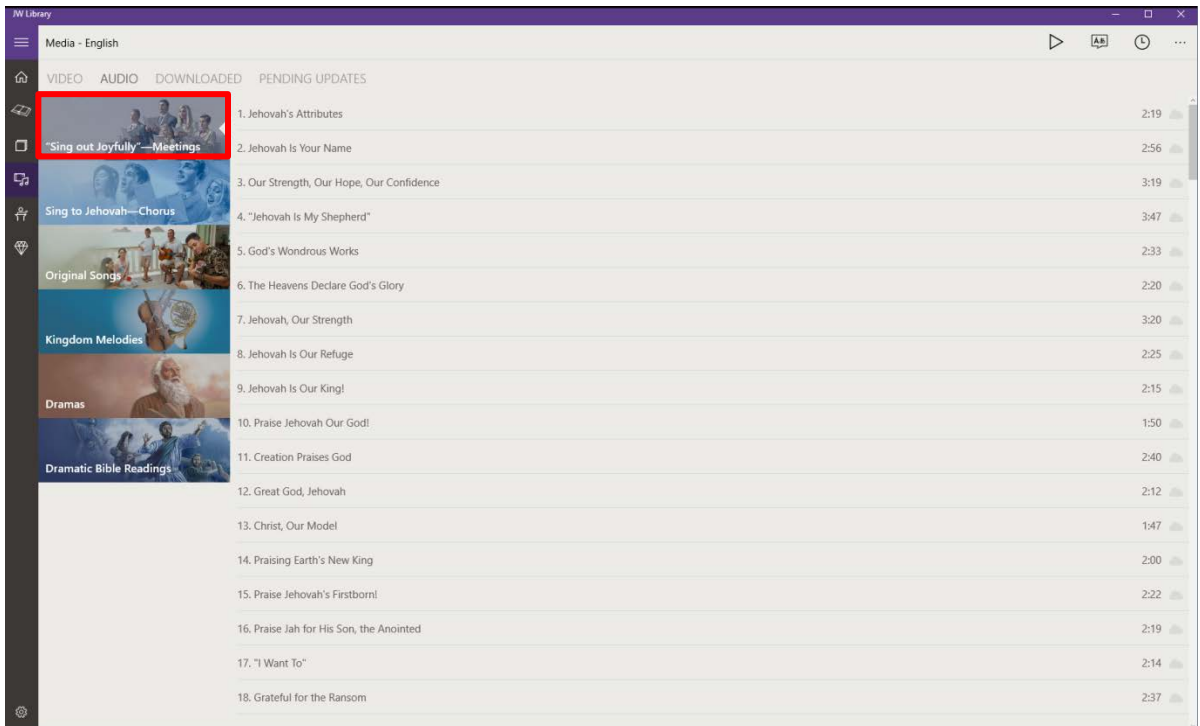 JW Library
Media - English
VIDEO AUDIO DOWNLOADED PENDING UPDATES
"Sing out Joyfully"—Meetings
Sing to Jehovah—Chorus
Original Songs
Kingdom Melodies
Dramas
Dramatic Bible Readings
1. Jehovah's Attributes 2:19
2. Jehovah Is Your Name 2:56
3. Our Strength, Our Hope, Our Confidence 3:19
4. "Jehovah Is My Shepherd" 3:47
5. God's Wondrous Works 2:33
6. The Heavens Declare God's Glory 2:20
7. Jehovah, Our Strength 3:20
8. Jehovah Is Our Refuge 2:25
9. Jehovah Is Our King! 2:15
10. Praise Jehovah Our God! 1:50
11. Creation Praises God 2:40
12. Great God, Jehovah 2:12
13. Christ, Our Model 1:47
14. Praising Earth's New King 2:00
15. Praise Jehovah's Firstborn! 2:22
16. Praise Jah for His Son, the Anointed 2:19
17. "I Want To" 2:14
18. Grateful for the Ransom 2:37